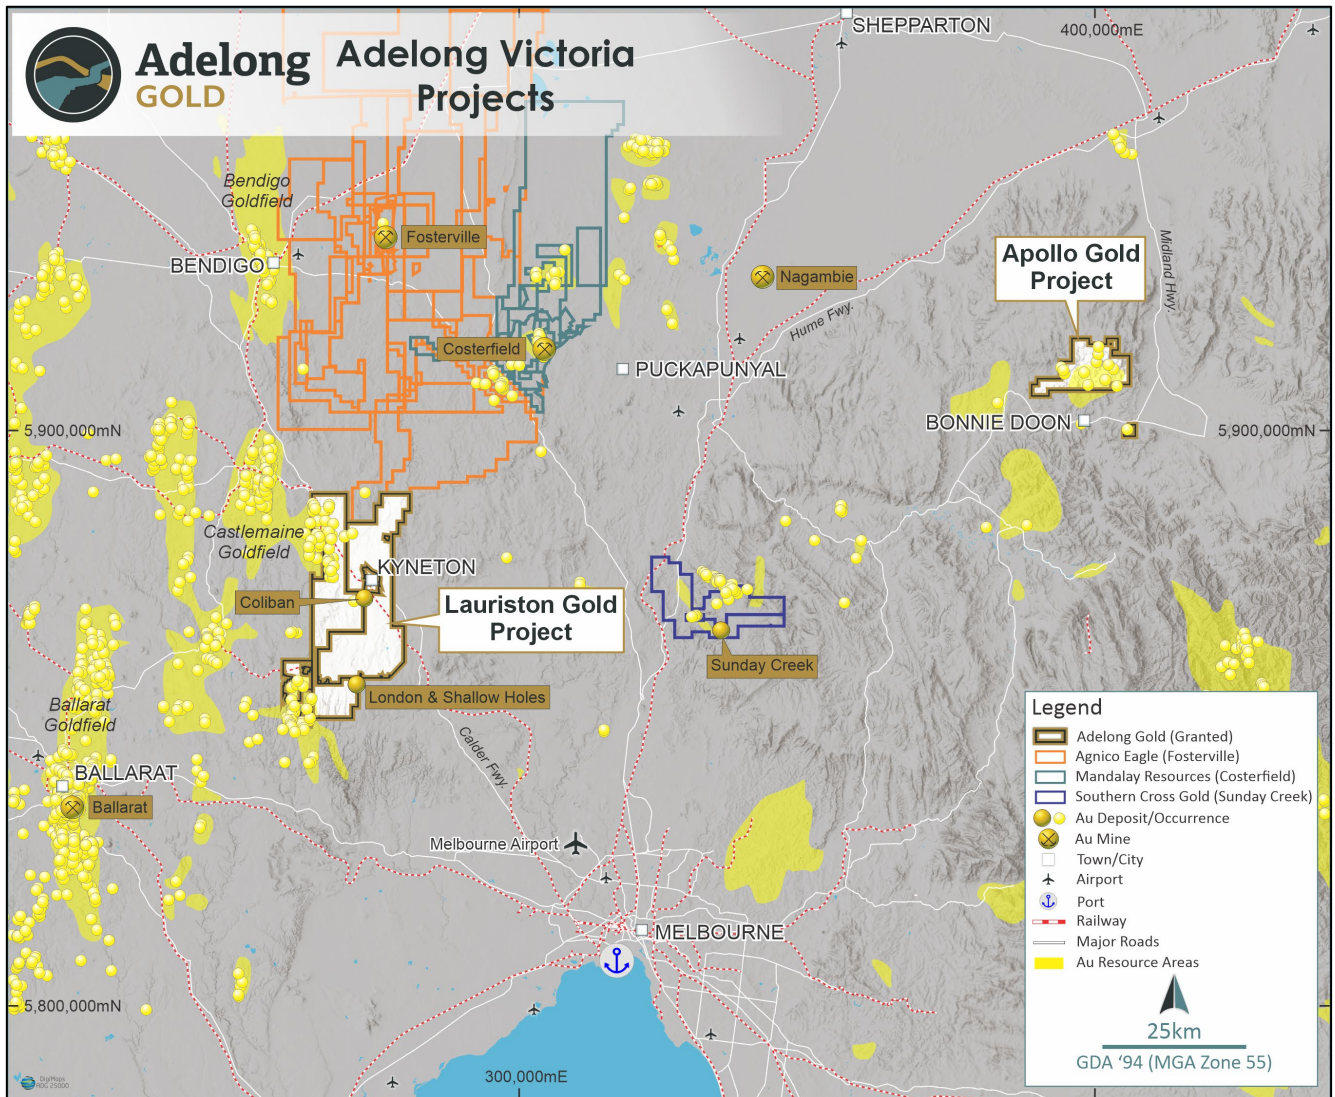 Adelong
GOLD
Adelong Victoria
Projects
SHEPPARTON
400,000mE
Bendigo
Goldfield
Fosterville
BENDIGO
Nagambie
Apollo Gold
Project
Midland Hwy.
Hume Fwy.
Costerfield
PUCKAPUNYAL
BONNIE DOON
5,900,000mN
5,900,000mN
Castlemaine
Goldfield
KYNETON
Coliban
Lauriston Gold
Project
Sunday Creek
London & Shallow Holes
Ballarat
Goldfield
Calder Fwy.
BALLARAT
Ballarat
Melbourne Airport
MELBOURNE
5,800,000mN
300,000mE
DigiMaps
ROC 25000
Legend
Adelong Gold (Granted)
Agnico Eagle (Fosterville)
Mandalay Resources (Costerfield)
Southern Cross Gold (Sunday Creek)
Au Deposit/Occurrence
Au Mine
Town/City
Airport
Port
Railway
Major Roads
Au Resource Areas
25km
GDA '94 (MGA Zone 55)